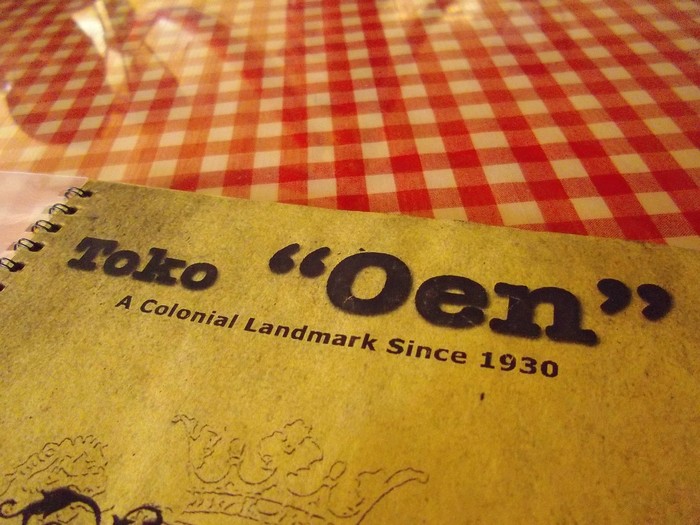 Toko “Oen”
A Colonial Landmark Since 1930